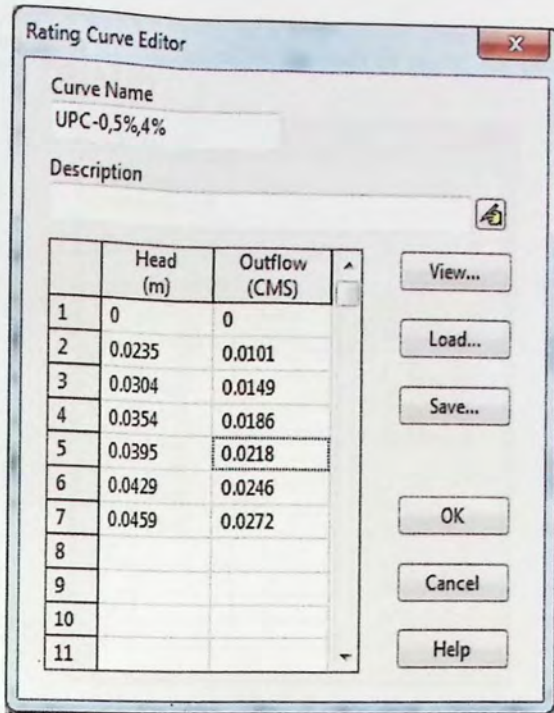 Rating Curve Editor
Curve Name
UPC-0,5%,4%
Description
Head (m) Outflow (CMS)
1 0 0
2 0.0235 0.0101
3 0.0304 0.0149
4 0.0354 0.0186
5 0.0395 0.0218
6 0.0429 0.0246
7 0.0459 0.0272
8
9
10
11
View...
Load...
Save...
OK
Cancel
Help